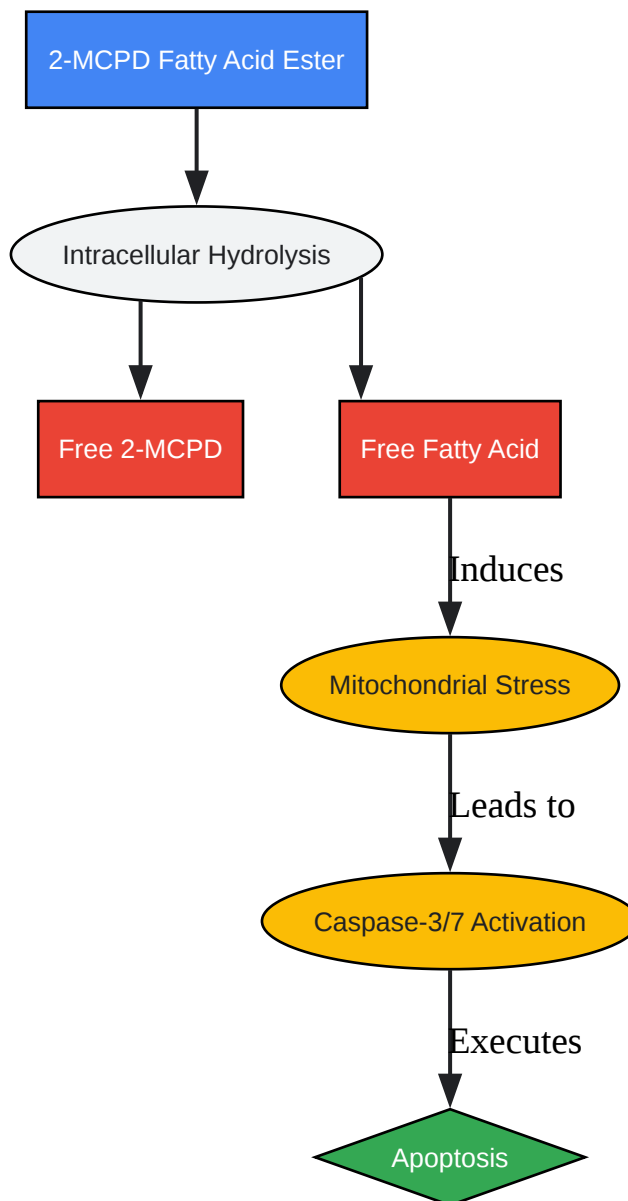 2-MCPD Fatty Acid Ester
Intracellular Hydrolysis
Free 2-MCPD
Free Fatty Acid
Induces
Mitochondrial Stress
Leads to
Caspase-3/7 Activation
Executes
Apoptosis